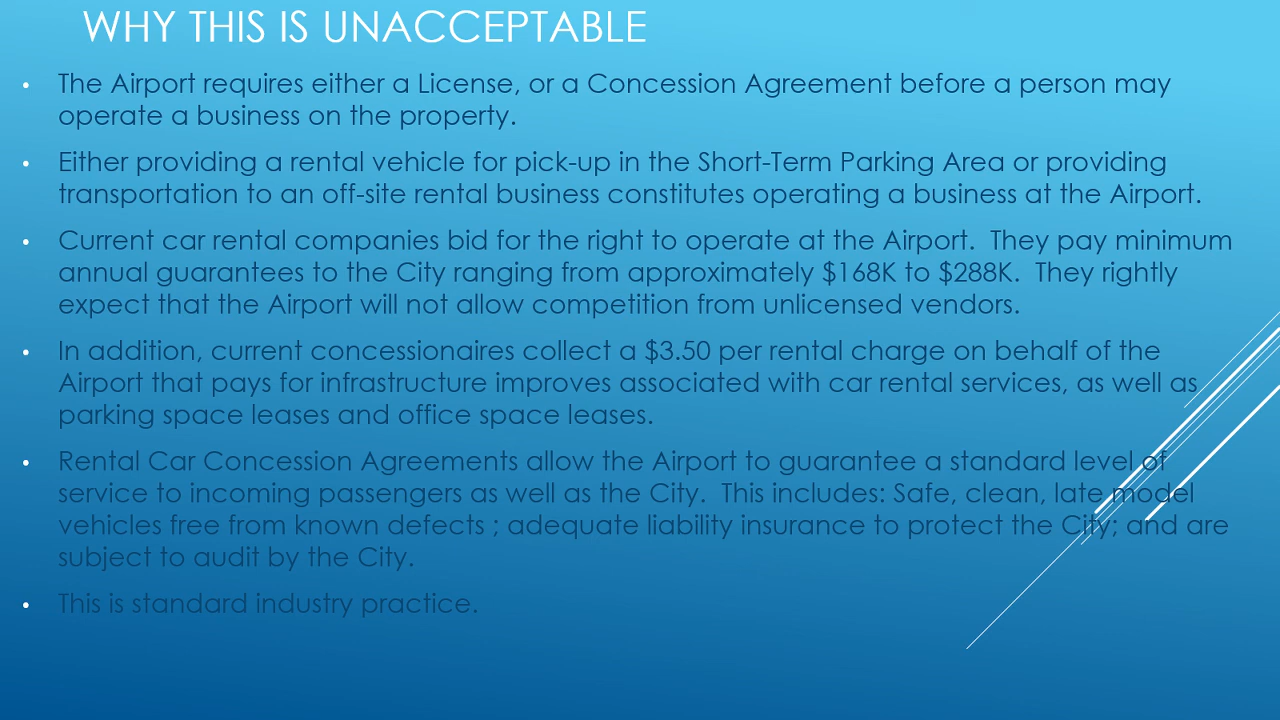 WHY THIS IS UNACCEPTABLE
• The Airport requires either a License, or a Concession Agreement before a person may
operate a business on the property.
• Either providing a rental vehicle for pick-up in the Short-Term Parking Area or providing
transportation to an off-site rental business constitutes operating a business at the Airport.
• Current car rental companies bid for the right to operate at the Airport.  They pay minimum
annual guarantees to the City ranging from approximately $168K to $288K.  They rightly
expect that the Airport will not allow competition from unlicensed vendors.
• In addition, current concessionaires collect a $3.50 per rental charge on behalf of the
Airport that pays for infrastructure improves associated with car rental services, as well as
parking space leases and office space leases.
• Rental Car Concession Agreements allow the Airport to guarantee a standard level of
service to incoming passengers as well as the City.  This includes: Safe, clean, late model
vehicles free from known defects ; adequate liability insurance to protect the City; and are
subject to audit by the City.
• This is standard industry practice.